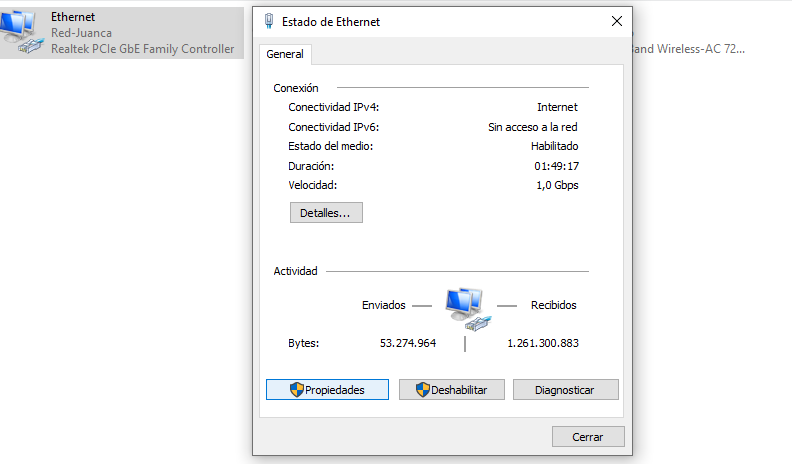 Ethernet
Red-Juanca
Realtek PCIe GbE Family Controller
Estado de Ethernet
and Wireless-AC 72...
General
Conexión
Conectividad IPv4: Internet
Conectividad IPv6: Sin acceso a la red
Estado del medio: Habilitado
Duración: 01:49:17
Velocidad: 1,0 Gbps
Detalles...
Actividad
Enviados — Recibidos
Bytes: 53.274.964 | 1.261.300.883
Propiedades Deshabilitar Diagnosticar
Cerrar